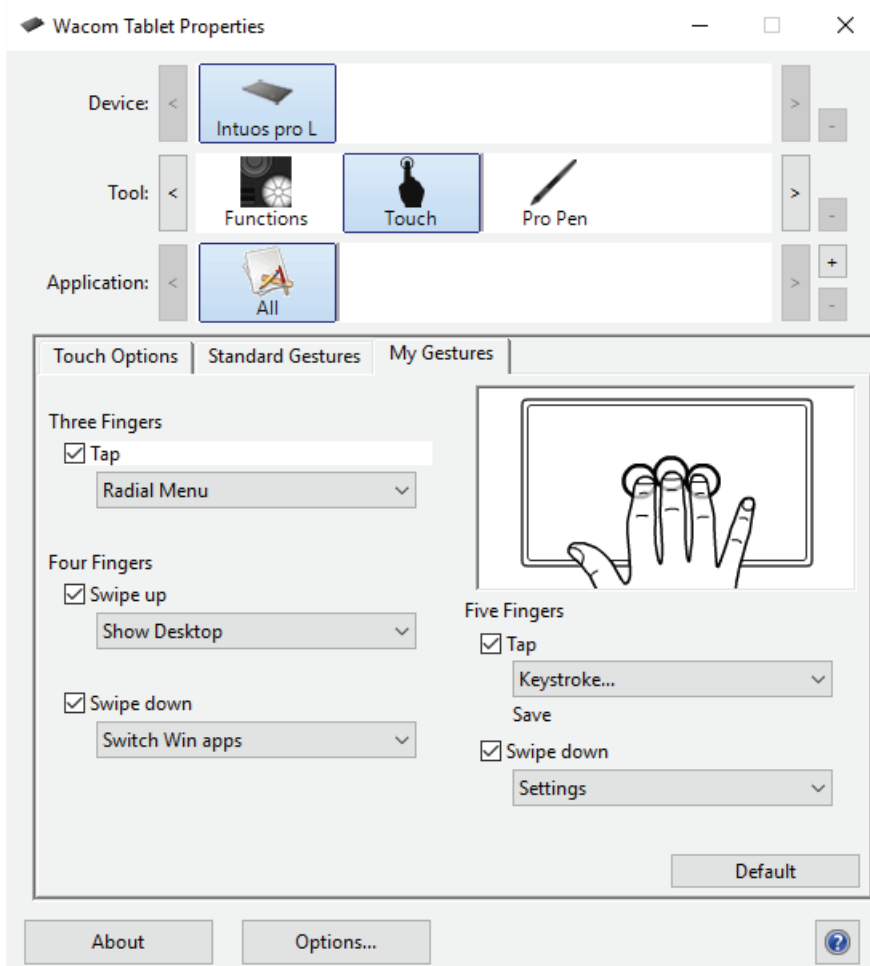 Wacom Tablet Properties
Device:
<
Intuos pro L
>
-
Tool:
<
Functions
Touch
Pro Pen
>
-
Application:
<
All
>
+
-
Touch Options
Standard Gestures
My Gestures
Three Fingers
Tap
Radial Menu
Four Fingers
Swipe up
Show Desktop
Swipe down
Switch Win apps
Five Fingers
Tap
Keystroke...
Save
Swipe down
Settings
Default
About
Options...
?